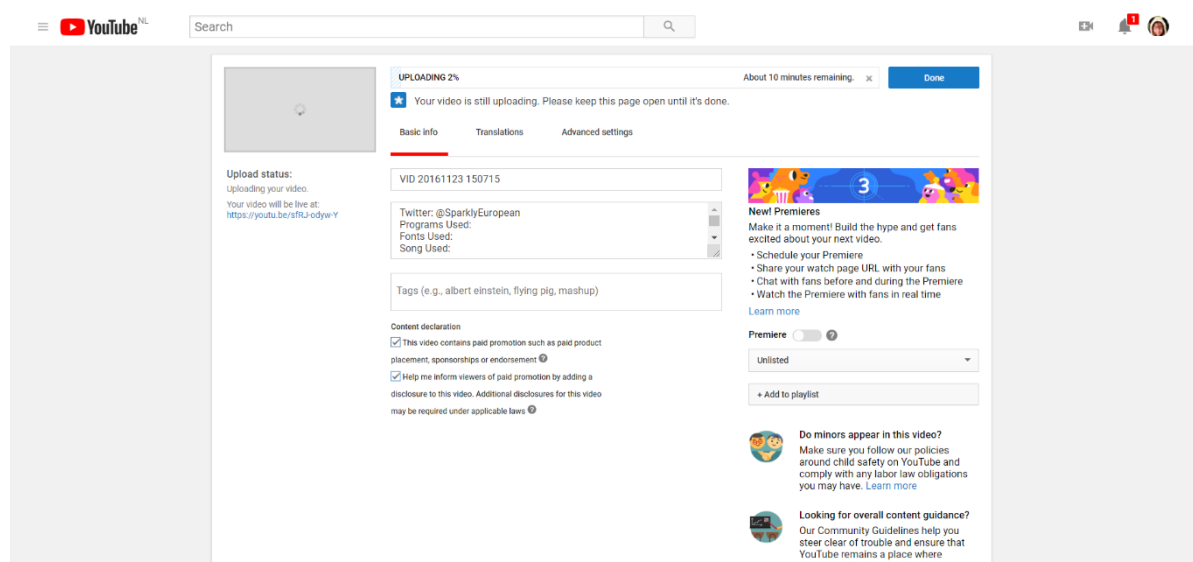 YouTube NL
Search
1
UPLOADING 2% About 10 minutes remaining. × Done
Your video is still uploading. Please keep this page open until it's done.
Basic info Translations Advanced settings
Upload status:
Uploading your video.
Your video will be live at:
https://youtu.be/sfRJ-odyw-Y
VID 20161123 150715
Twitter: @SparklyEuropean
Programs Used:
Fonts Used:
Song Used:
Tags (e.g., albert einstein, flying pig, mashup)
Content declaration
This video contains paid promotion such as paid product
placement, sponsorships or endorsement ?
Help me inform viewers of paid promotion by adding a
disclosure to this video. Additional disclosures for this video
may be required under applicable laws ?
3
New! Premieres
Make it a moment! Build the hype and get fans
excited about your next video.
• Schedule your Premiere
• Share your watch page URL with your fans
• Chat with fans before and during the Premiere
• Watch the Premiere with fans in real time
Learn more
Premiere ?
Unlisted
+ Add to playlist
Do minors appear in this video?
Make sure you follow our policies
around child safety on YouTube and
comply with any labor law obligations
you may have. Learn more
Looking for overall content guidance?
Our Community Guidelines help you
steer clear of trouble and ensure that
YouTube remains a place where